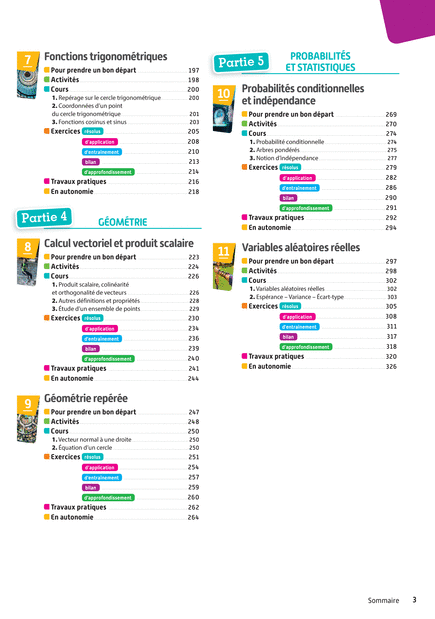 7
Fonctions trigonométriques
Pour prendre un bon départ 197
Activités 198
Cours 200
1. Repérage sur le cercle trigonométrique 200
2. Coordonnées d'un point
du cercle trigonométrique 201
3. Fonctions cosinus et sinus 203
Exercices résolus 205
d'application 208
d'entraînement 210
bilan 213
d'approfondissement 214
Travaux pratiques 216
En autonomie 218
Partie 4
GÉOMÉTRIE
8
Calcul vectoriel et produit scalaire
Pour prendre un bon départ 223
Activités 224
Cours 226
1. Produit scalaire, colinéarité
et orthogonalité de vecteurs 226
2. Autres définitions et propriétés 228
3. Étude d'un ensemble de points 229
Exercices résolus 230
d'application 234
d'entraînement 236
bilan 239
d'approfondissement 240
Travaux pratiques 241
En autonomie 244
9
Géométrie repérée
Pour prendre un bon départ 247
Activités 248
Cours 250
1. Vecteur normal à une droite 250
2. Équation d'un cercle 250
Exercices résolus 251
d'application 254
d'entraînement 257
bilan 259
d'approfondissement 260
Travaux pratiques 262
En autonomie 264
Partie 5
PROBABILITÉS
ET STATISTIQUES
10
Probabilités conditionnelles
et indépendance
Pour prendre un bon départ 269
Activités 270
Cours 274
1. Probabilité conditionnelle 274
2. Arbres pondérés 275
3. Notion d'indépendance 277
Exercices résolus 279
d'application 282
d'entraînement 286
bilan 290
d'approfondissement 291
Travaux pratiques 292
En autonomie 294
11
Variables aléatoires réelles
Pour prendre un bon départ 297
Activités 298
Cours 302
1. Variables aléatoires réelles 302
2. Espérance – Variance – Écart-type 303
Exercices résolus 305
d'application 308
d'entraînement 311
bilan 317
d'approfondissement 318
Travaux pratiques 320
En autonomie 326
Sommaire 3